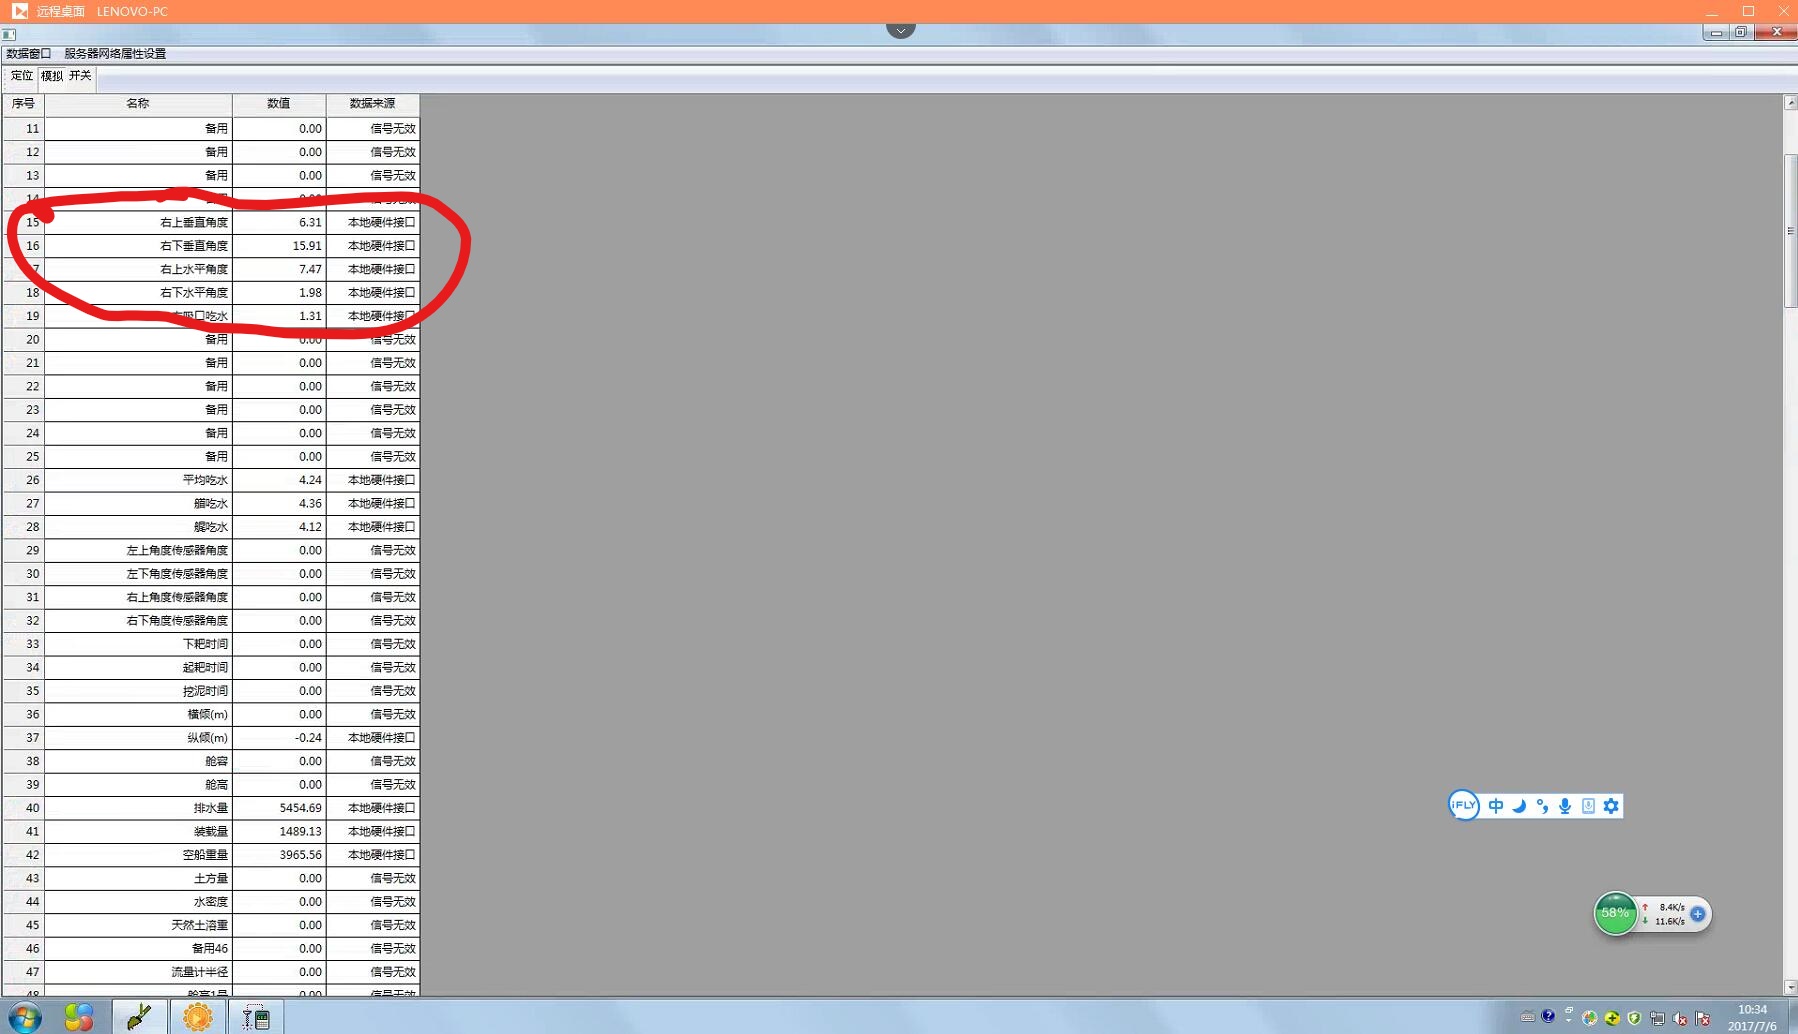 远程桌面 LENOVO-PC
数据窗口 服务器网络属性设置
定位 模拟 开关
序号 名称 数值 数据来源
11 备用 0.00 信号无效
12 备用 0.00 信号无效
13 备用 0.00 信号无效
14
15 右上垂直角度 6.31 本地硬件接口
16 右下垂直角度 15.91 本地硬件接口
7 右上水平角度 7.47 本地硬件接口
18 右下水平角度 1.98 本地硬件接口
19 吸口吃水 1.31 本地硬件接口
20 备用 0.00 信号无效
21 备用 0.00 信号无效
22 备用 0.00 信号无效
23 备用 0.00 信号无效
24 备用 0.00 信号无效
25 备用 0.00 信号无效
26 平均吃水 4.24 本地硬件接口
27 艏吃水 4.36 本地硬件接口
28 艉吃水 4.12 本地硬件接口
29 左上角度传感器角度 0.00 信号无效
30 左下角度传感器角度 0.00 信号无效
31 右上角度传感器角度 0.00 信号无效
32 右下角度传感器角度 0.00 信号无效
33 下耙时间 0.00 信号无效
34 起耙时间 0.00 信号无效
35 挖泥时间 0.00 信号无效
36 横倾(m) 0.00 信号无效
37 纵倾(m) -0.24 本地硬件接口
38 舱容 0.00 信号无效
39 舱高 0.00 信号无效
40 排水量 5454.69 本地硬件接口
41 装载量 1489.13 本地硬件接口
42 空船重量 3965.56 本地硬件接口
43 土方量 0.00 信号无效
44 水密度 0.00 信号无效
45 天然土溶重 0.00 信号无效
46 备用46 0.00 信号无效
47 流量计半径 0.00 信号无效
48 舱高1号 0.00 信号无效
iFLY 中
58% 8.4K/s
11.6K/s
10:34
2017/7/6